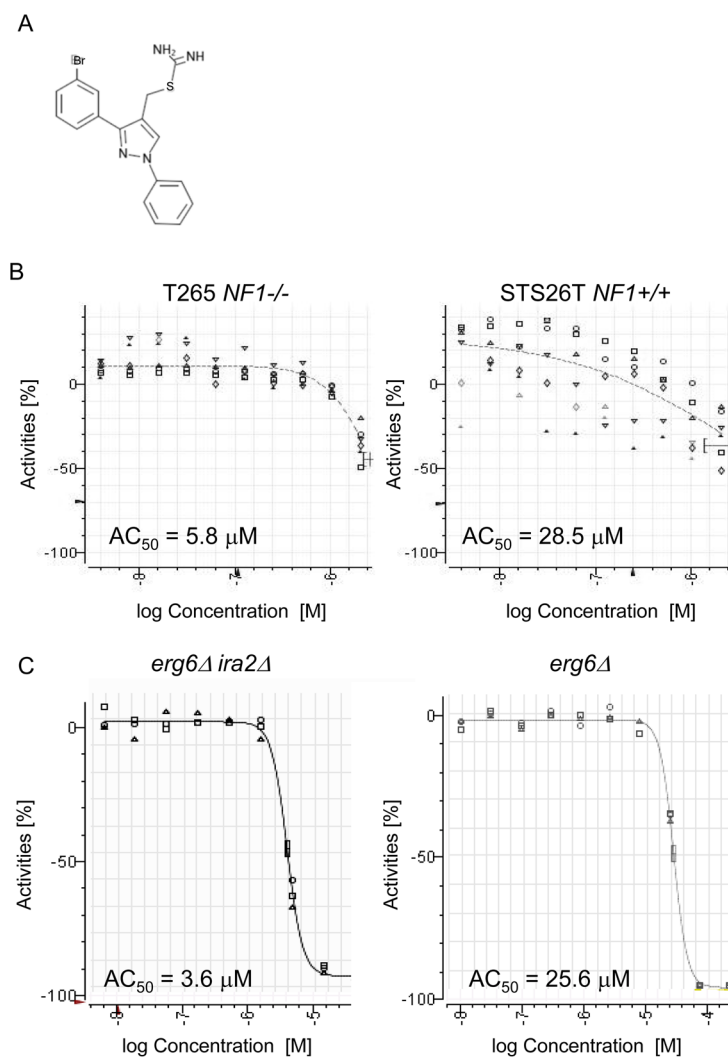 A
NH2 NH
Br
S
N N
B
T265 NF1-/-
STS26T NF1+/+
Activities [%]
0
-50
-100
AC50 = 5.8 µM
-8 -7 -6
log Concentration [M]
Activities [%]
0
-50
-100
AC50 = 28.5 µM
-8 -7 -6
log Concentration [M]
C
erg6Δ ira2Δ
erg6Δ
Activities [%]
0
-50
-100
AC50 = 3.6 µM
-8 -7 -6 -5
log Concentration [M]
Activities [%]
0
-50
-100
AC50 = 25.6 µM
-8 -7 -6 -5 -4
log Concentration [M]